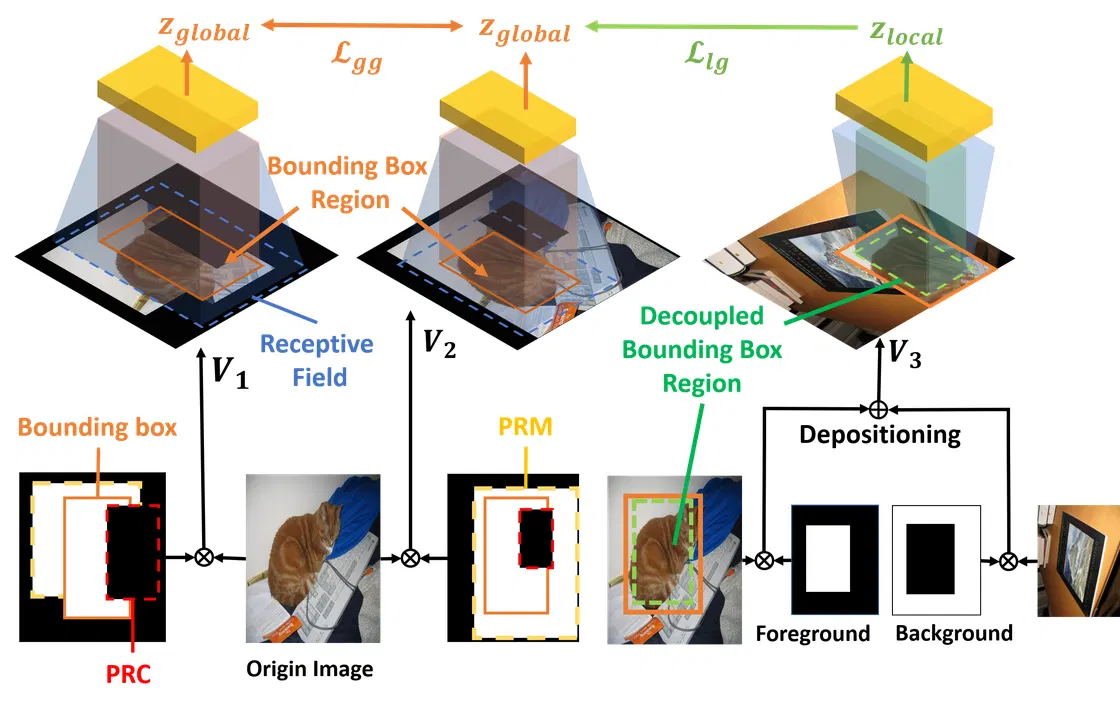 z_global
z_global
z_local
ℒ_gg
ℒ_lg
Bounding Box
Region
Receptive
Field
Decoupled
Bounding Box
Region
V_1
V_2
V_3
Bounding box
PRM
Depositioning
PRC
Origin Image
Foreground
Background